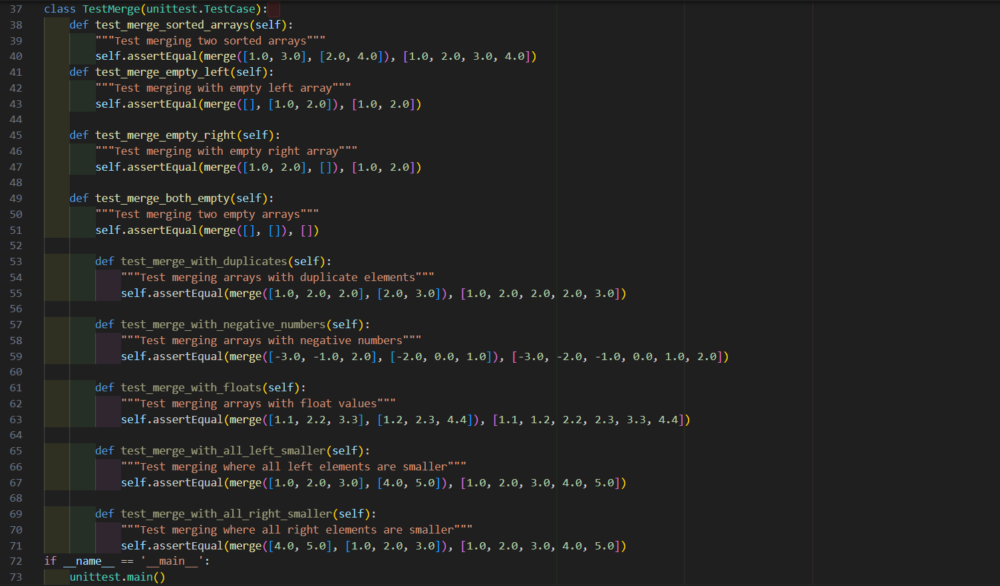 37 class TestMerge(unittest.TestCase):
38     def test_merge_sorted_arrays(self):
39         """Test merging two sorted arrays"""
40         self.assertEqual(merge([1.0, 3.0], [2.0, 4.0]), [1.0, 2.0, 3.0, 4.0])
41     def test_merge_empty_left(self):
42         """Test merging with empty left array"""
43         self.assertEqual(merge([], [1.0, 2.0]), [1.0, 2.0])
44
45     def test_merge_empty_right(self):
46         """Test merging with empty right array"""
47         self.assertEqual(merge([1.0, 2.0], []), [1.0, 2.0])
48
49     def test_merge_both_empty(self):
50         """Test merging two empty arrays"""
51         self.assertEqual(merge([], []), [])
52
53         def test_merge_with_duplicates(self):
54             """Test merging arrays with duplicate elements"""
55             self.assertEqual(merge([1.0, 2.0, 2.0], [2.0, 3.0]), [1.0, 2.0, 2.0, 2.0, 3.0])
56
57         def test_merge_with_negative_numbers(self):
58             """Test merging arrays with negative numbers"""
59             self.assertEqual(merge([-3.0, -1.0, 2.0], [-2.0, 0.0, 1.0]), [-3.0, -2.0, -1.0, 0.0, 1.0, 2.0])
60
61         def test_merge_with_floats(self):
62             """Test merging arrays with float values"""
63             self.assertEqual(merge([1.1, 2.2, 3.3], [1.2, 2.3, 4.4]), [1.1, 1.2, 2.2, 2.3, 3.3, 4.4])
64
65         def test_merge_with_all_left_smaller(self):
66             """Test merging where all left elements are smaller"""
67             self.assertEqual(merge([1.0, 2.0, 3.0], [4.0, 5.0]), [1.0, 2.0, 3.0, 4.0, 5.0])
68
69         def test_merge_with_all_right_smaller(self):
70             """Test merging where all right elements are smaller"""
71             self.assertEqual(merge([4.0, 5.0], [1.0, 2.0, 3.0]), [1.0, 2.0, 3.0, 4.0, 5.0])
72 if __name__ == '__main__':
73     unittest.main()